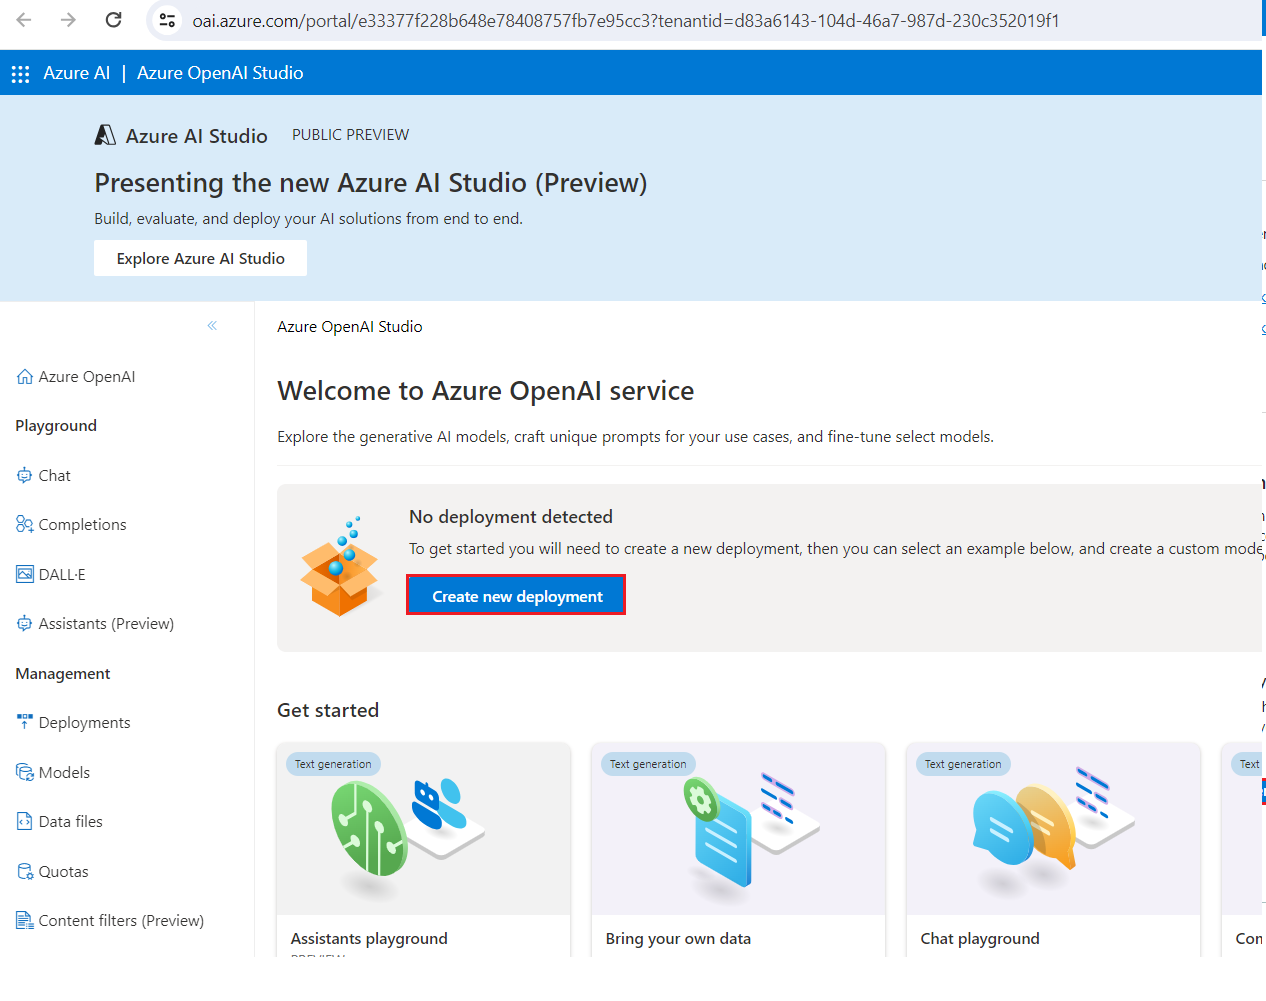 oai.azure.com/portal/e33377f228b648e78408757fb7e95cc3?tenantid=d83a6143-104d-46a7-987d-230c352019f1
Azure AI | Azure OpenAI Studio
Azure AI Studio PUBLIC PREVIEW
Presenting the new Azure AI Studio (Preview)
Build, evaluate, and deploy your AI solutions from end to end.
Explore Azure AI Studio
Azure OpenAI
Playground
Chat
Completions
DALL·E
Assistants (Preview)
Management
Deployments
Models
Data files
Quotas
Content filters (Preview)
Azure OpenAI Studio
Welcome to Azure OpenAI service
Explore the generative AI models, craft unique prompts for your use cases, and fine-tune select models.
No deployment detected
To get started you will need to create a new deployment, then you can select an example below, and create a custom mode
Create new deployment
Get started
Text generation
Assistants playground
PREVIEW
Text generation
Bring your own data
Text generation
Chat playground
Text
Con